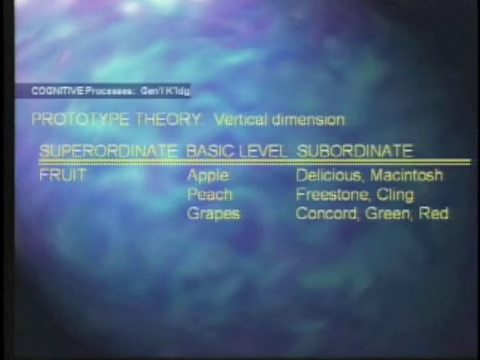 COGNITIVE Processes: Gen'l K'ldg
PROTOTYPE THEORY: Vertical dimension
SUPERORDINATE BASIC LEVEL SUBORDINATE
FRUIT Apple Delicious, Macintosh
Peach Freestone, Cling
Grapes Concord, Green, Red